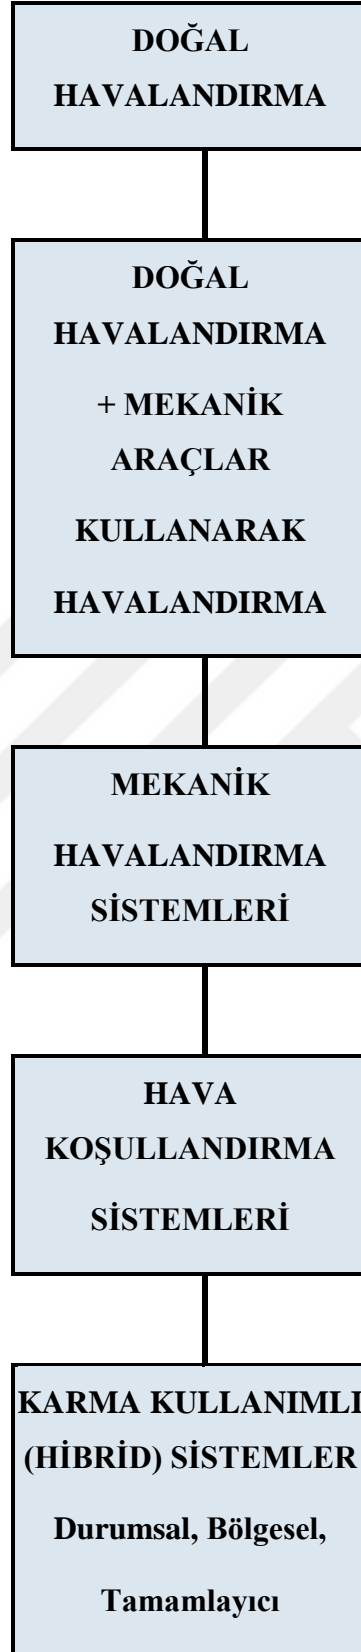 DOĞAL
HAVALANDIRMA
DOĞAL
HAVALANDIRMA
+ MEKANİK
ARAÇLAR
KULLANARAK
HAVALANDIRMA
MEKANİK
HAVALANDIRMA
SİSTEMLERİ
HAVA
KOŞULLANDIRMA
SİSTEMLERİ
KARMA KULLANIMLI
(HİBRİD) SİSTEMLER
Durumsal, Bölgesel,
Tamamlayıcı